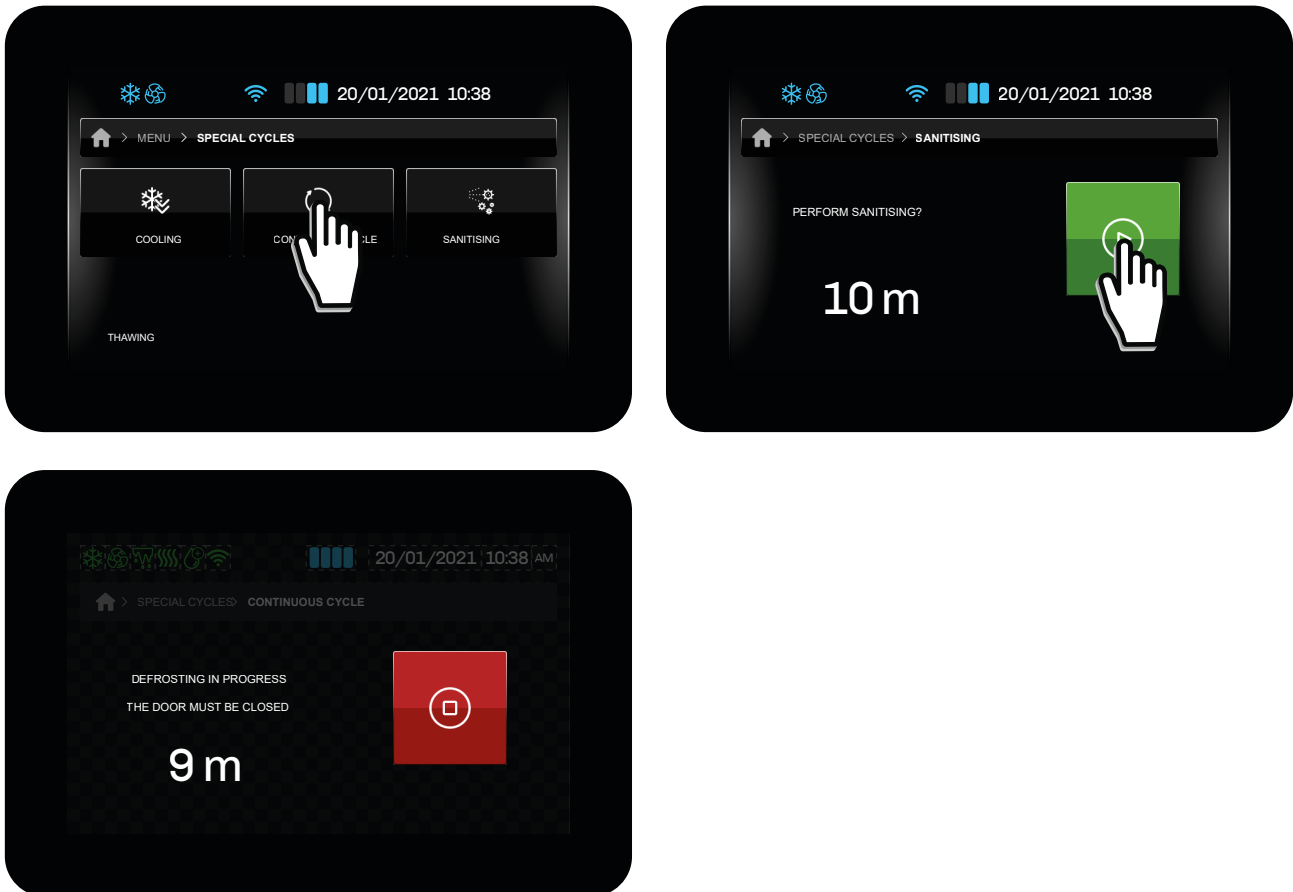 20/01/2021 10:38
> MENU > SPECIAL CYCLES
COOLING
SANITISING
THAWING
20/01/2021 10:38
> SPECIAL CYCLES > SANITISING
PERFORM SANITISING?
10 m
20/01/2021 10:38 AM
> SPECIAL CYCLES> CONTINUOUS CYCLE
DEFROSTING IN PROGRESS
THE DOOR MUST BE CLOSED
9 m